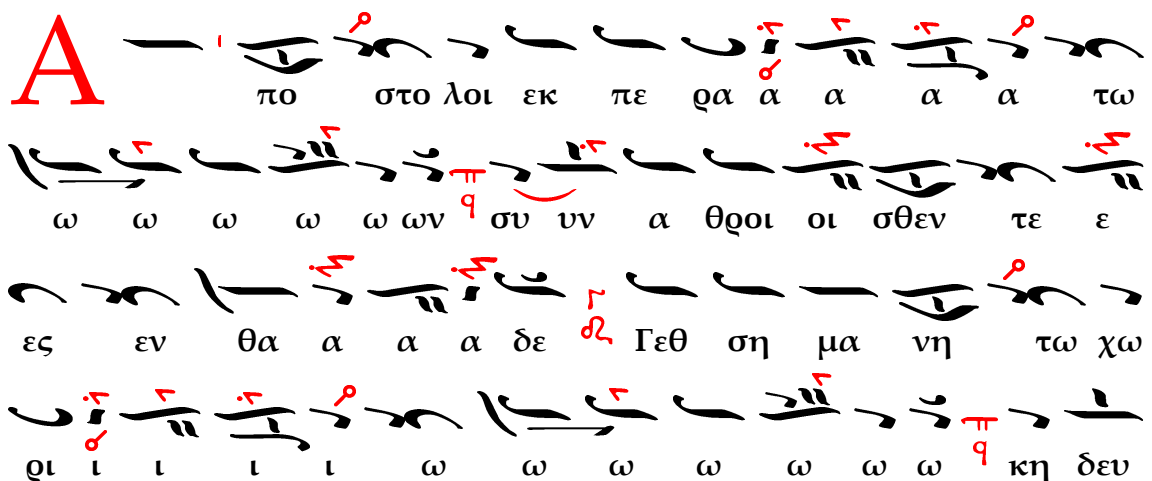 Α πο στο λοι εκ πε ρα α α α α τω
ω ω ω ω ω ων συ υν α θροι οι σθεν τε ε
ες εν θα α α α δε Γεθ ση μα νη τω χω
ρι ι ι ι ι ω ω ω ω ω ω ω κη δευ